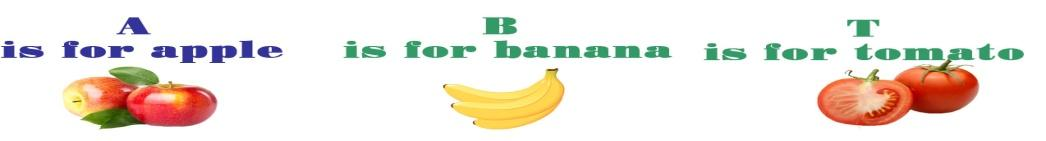 A
is for apple
B
is for banana
T
is for tomato